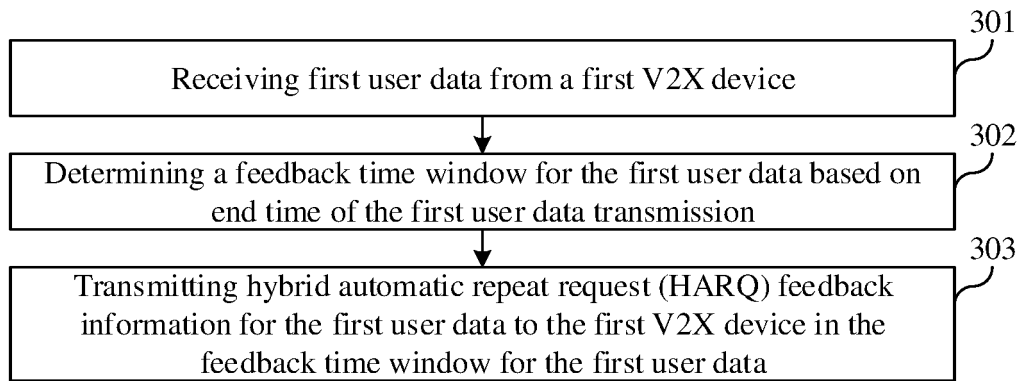 301
Receiving first user data from a first V2X device
302
Determining a feedback time window for the first user data based on
end time of the first user data transmission
303
Transmitting hybrid automatic repeat request (HARQ) feedback
information for the first user data to the first V2X device in the
feedback time window for the first user data